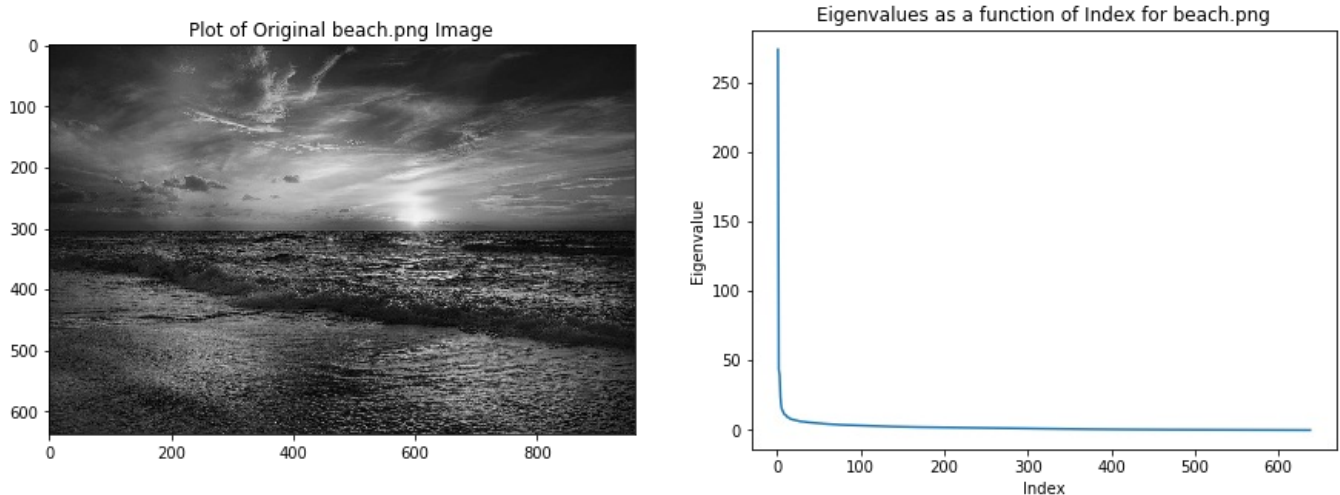 Plot of Original beach.png Image
0
100
200
300
400
500
600
0 200 400 600 800
Eigenvalues as a function of Index for beach.png
Eigenvalue
250
200
150
100
50
0
0 100 200 300 400 500 600
Index